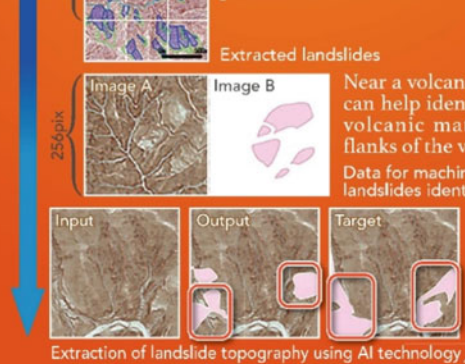 Extracted landslides
Image A
Image B
256pix
Near a volcan
can help iden
volcanic ma
flanks of the v
Data for machin
landslides ident
Input
Output
Target
Extraction of landslide topography using AI technology